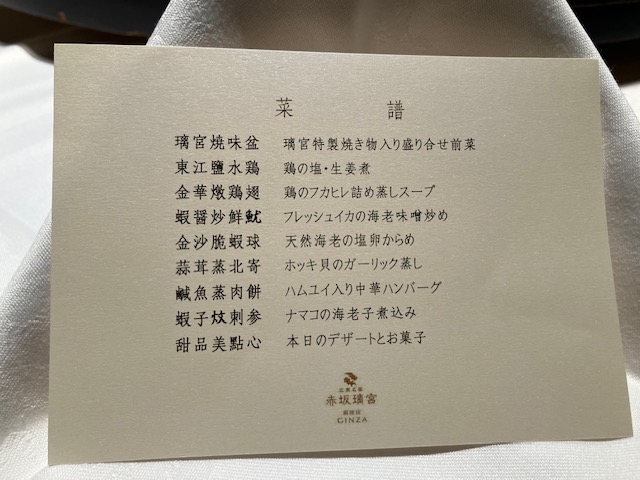 菜 譜
璃宮焼味盆 璃宮特製焼き物入り盛り合せ前菜
東江鹽水鶏 鶏の塩・生姜煮
金華燉鶏翅 鶏のフカヒレ詰め蒸しスープ
蝦醤炒鮮魷 フレッシュイカの海老味噌炒め
金沙脆蝦球 天然海老の塩卵からめ
蒜茸蒸北寄 ホッキ貝のガーリック蒸し
鹹魚蒸肉餅 ハムユイ入り中華ハンバーグ
蝦子炆刺参 ナマコの海老子煮込み
甜品美點心 本日のデザートとお菓子
広東名菜
赤坂璃宮
銀座店
GINZA